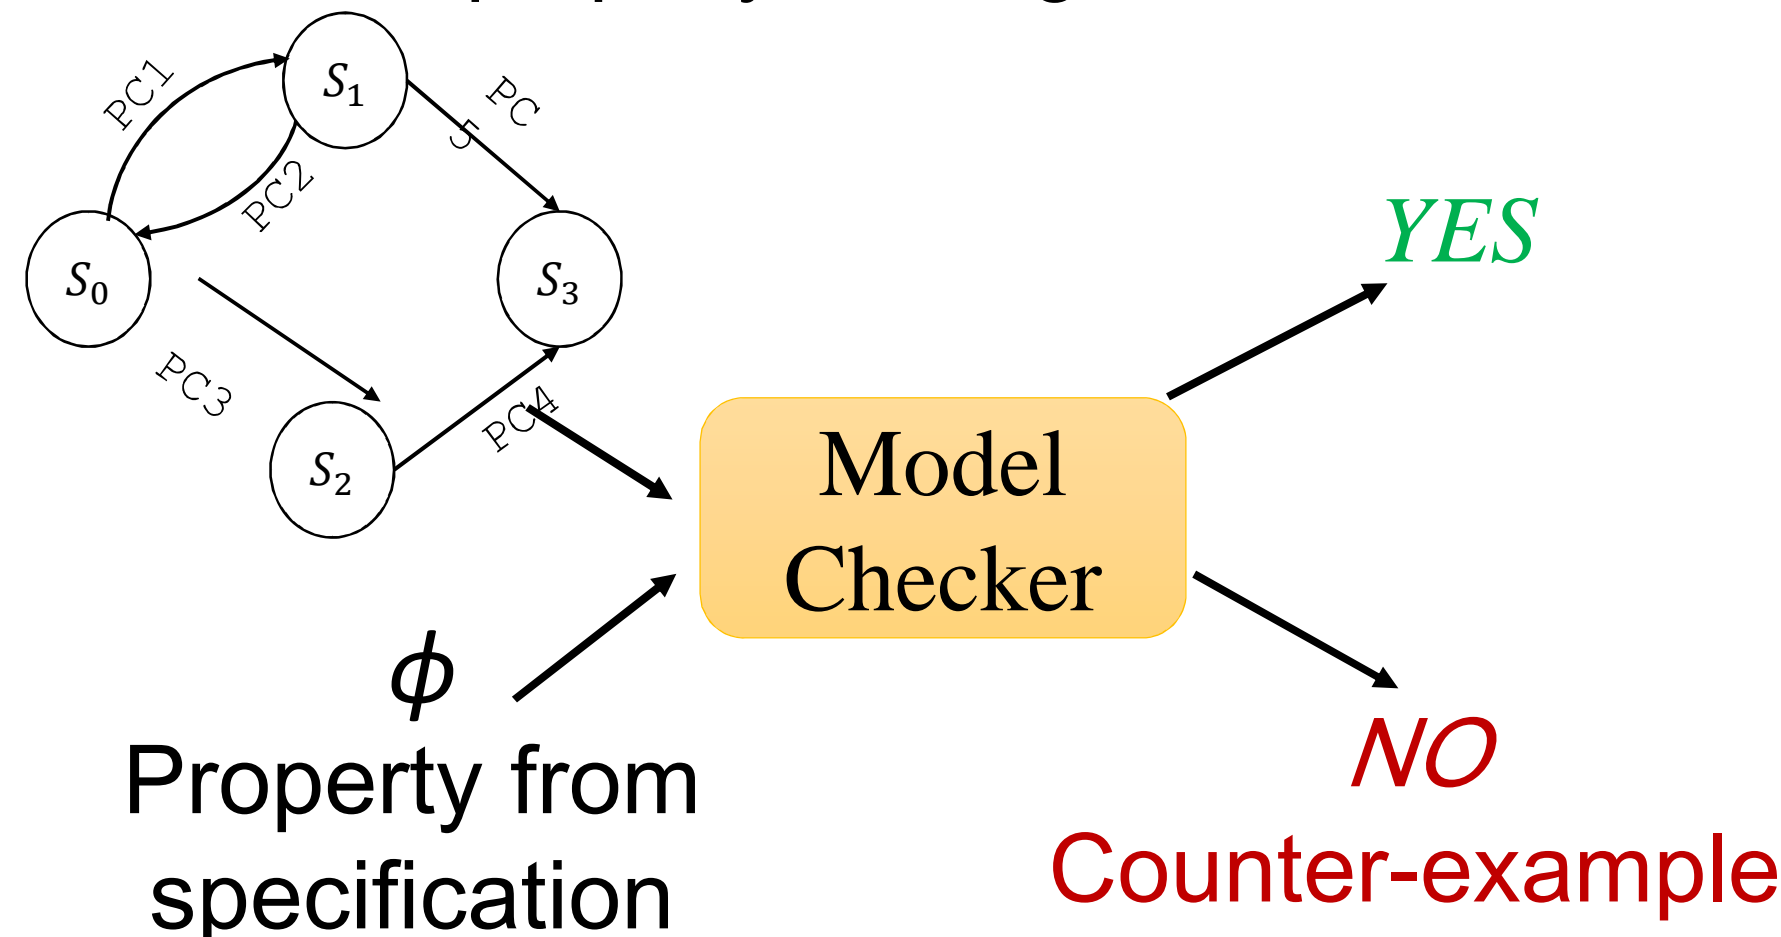 PC1
S₁
PC
5
PC2
S₀
S₃
PC3
PC4
S₂
YES
Model
Checker
ϕ
Property from
specification
NO
Counter-example